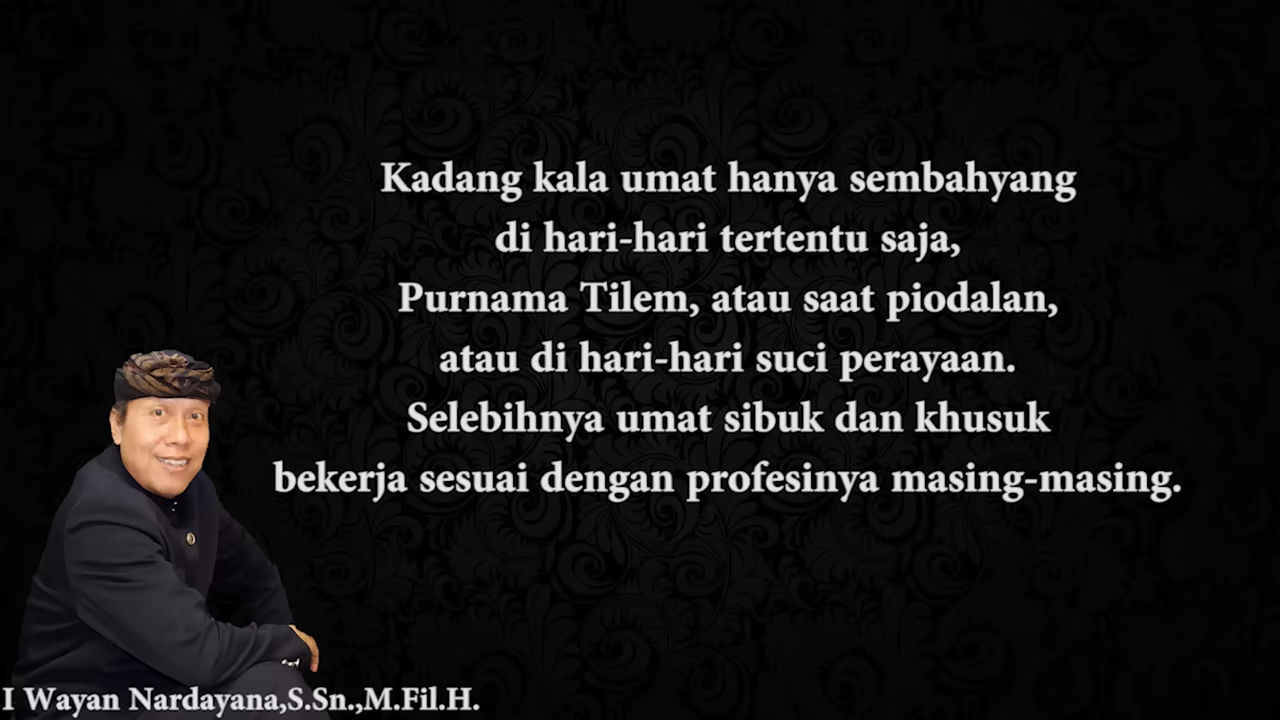 Kadang kala umat hanya sembahyang
di hari-hari tertentu saja,
Purnama Tilem, atau saat piodalan,
atau di hari-hari suci perayaan.
Selebihnya umat sibuk dan khusuk
bekerja sesuai dengan profesinya masing-masing.
I Wayan Nardayana,S.Sn.,M.Fil.H.